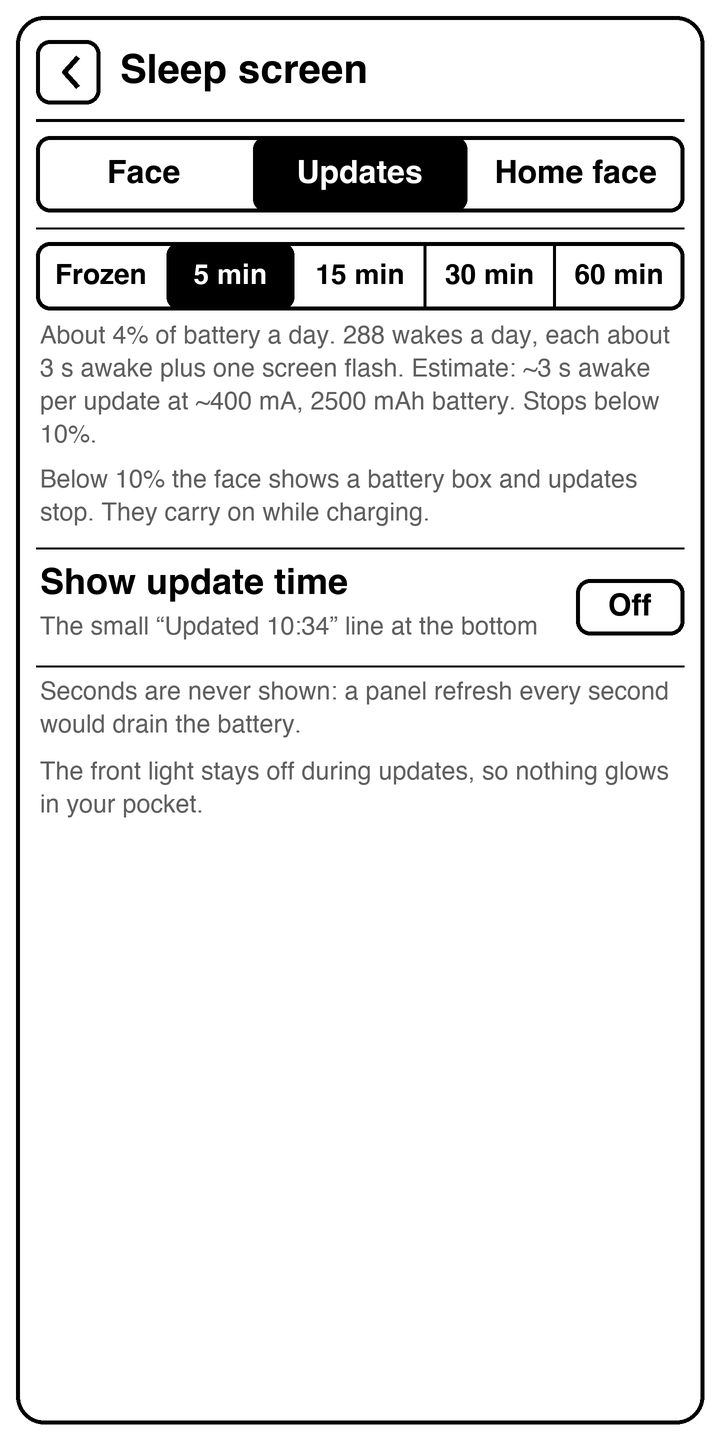 Sleep screen
Face Updates Home face
Frozen 5 min 15 min 30 min 60 min
About 4% of battery a day. 288 wakes a day, each about
3 s awake plus one screen flash. Estimate: ~3 s awake
per update at ~400 mA, 2500 mAh battery. Stops below
10%.
Below 10% the face shows a battery box and updates
stop. They carry on while charging.
Show update time
The small “Updated 10:34” line at the bottom
Off
Seconds are never shown: a panel refresh every second
would drain the battery.
The front light stays off during updates, so nothing glows
in your pocket.